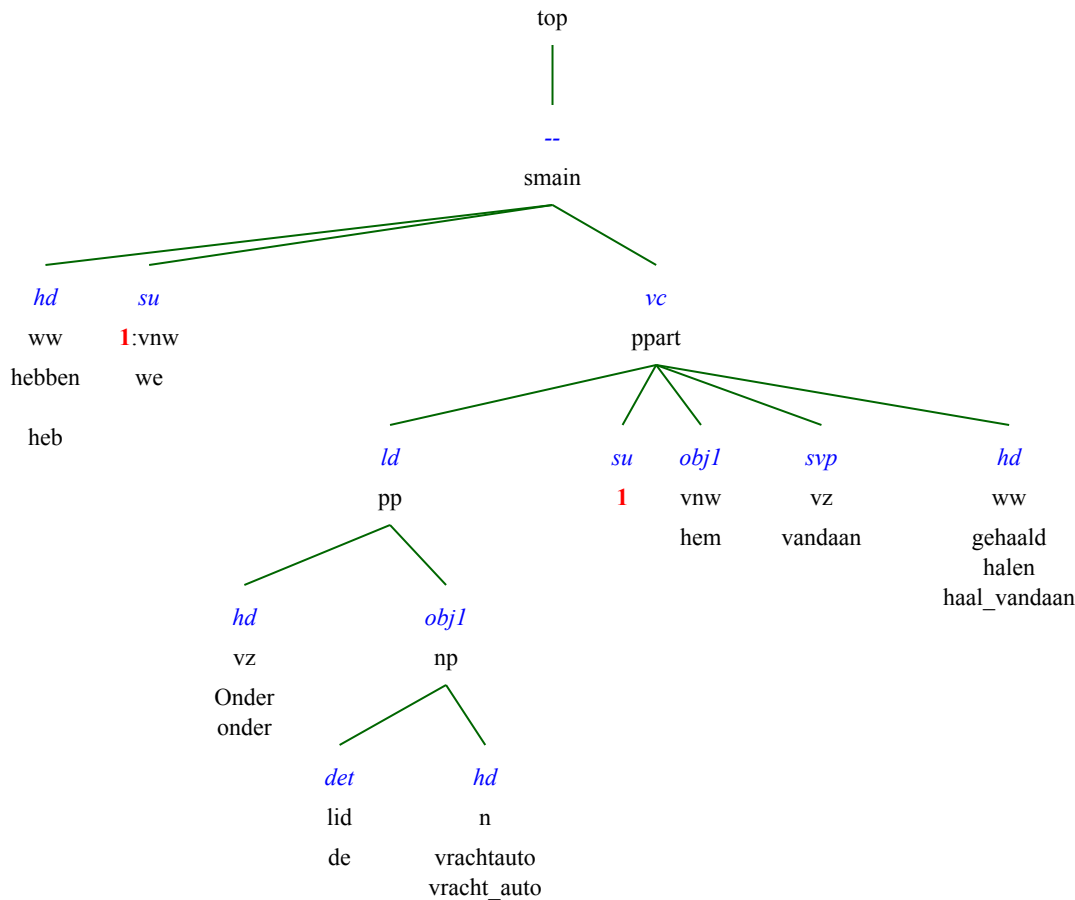 top
--
smain
hd su vc
ww 1:vnw ppart
hebben we
heb
ld su obj1 svp hd
pp 1 vnw vz ww
hem vandaan gehaald
halen
haal_vandaan
hd obj1
vz np
Onder
onder
det hd
lid n
de vrachtauto
vracht_auto